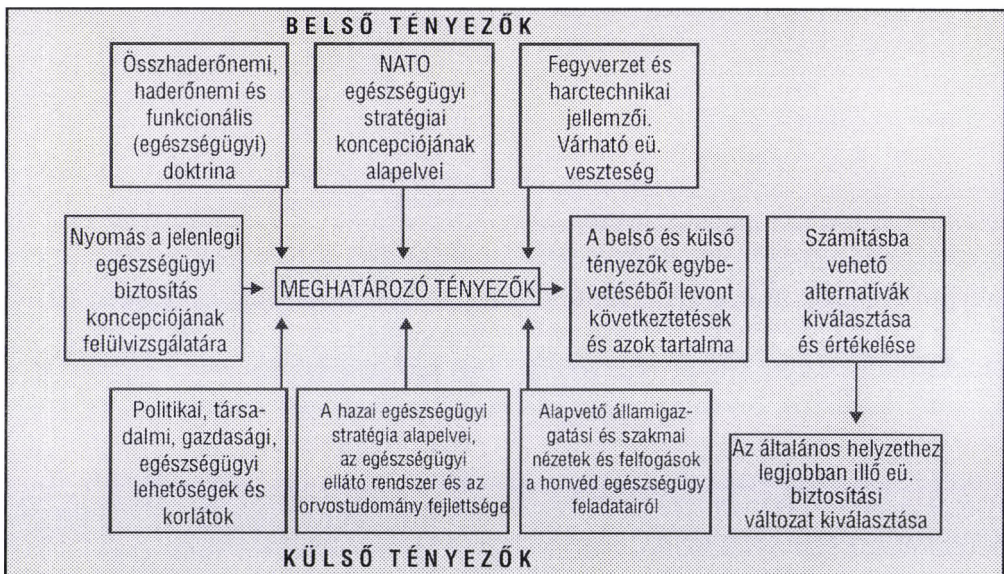 BELSŐ TÉNYEZŐK
Összhaderőnemi,
haderőnemi és
funkcionális
(egészségügyi)
doktrina
NATO
egészségügyi
stratégiai
koncepciójának
alapelvei
Fegyverzet és
harctechnikai
jellemzői.
Várható eü.
veszteség
Nyomás a jelenlegi
egészségügyi
biztosítás
koncepciójának
felülvizsgálatára
MEGHATÁROZÓ TÉNYEZŐK
A belső és külső
tényezők egybe-
vetéséből levont
következtetések
és azok tartalma
Számításba
vehető
alternatívák
kiválasztása
és értékelése
Politikai, társa-
dalmi, gazdasági,
egészségügyi
lehetőségek és
korlátok
A hazai egészségügyi
stratégia alapelvei,
az egészségügyi
ellátó rendszer és az
orvostudomány fejlettsége
Alapvető államigaz-
gatási és szakmai
nézetek és felfogások
a honvéd egészségügy
feladatairól
Az általános helyzethez
legjobban illő eü.
biztosítási
változat kiválasztása
KÜLSŐ TÉNYEZŐK